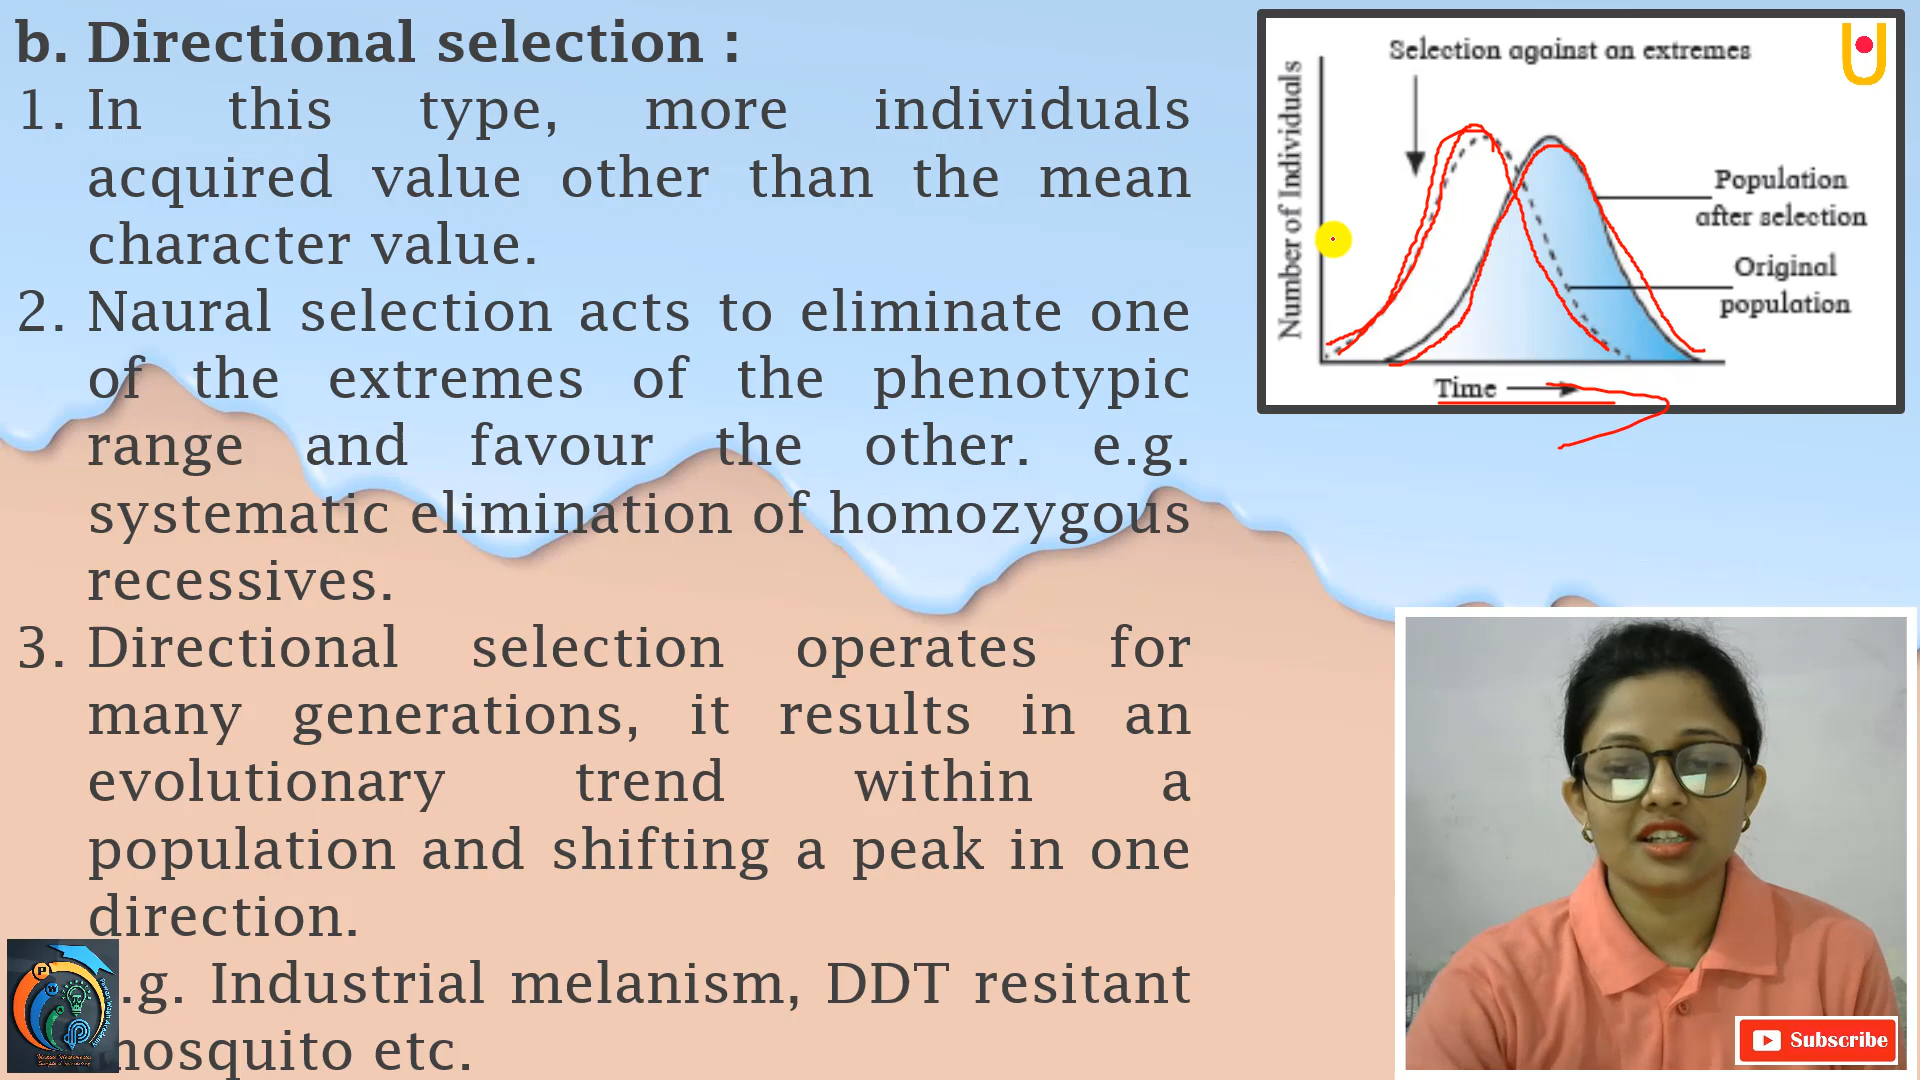 b. Directional selection :
1. In this type, more individuals
acquired value other than the mean
character value.
2. Naural selection acts to eliminate one
of the extremes of the phenotypic
range and favour the other. e.g.
systematic elimination of homozygous
recessives.
3. Directional selection operates for
many generations, it results in an
evolutionary trend within a
population and shifting a peak in one
direction.
.g. Industrial melanism, DDT resitant
nosquito etc.
Selection against an extremes
Number of Individuals
Population
after selection
Original
population
Time
Subscribe